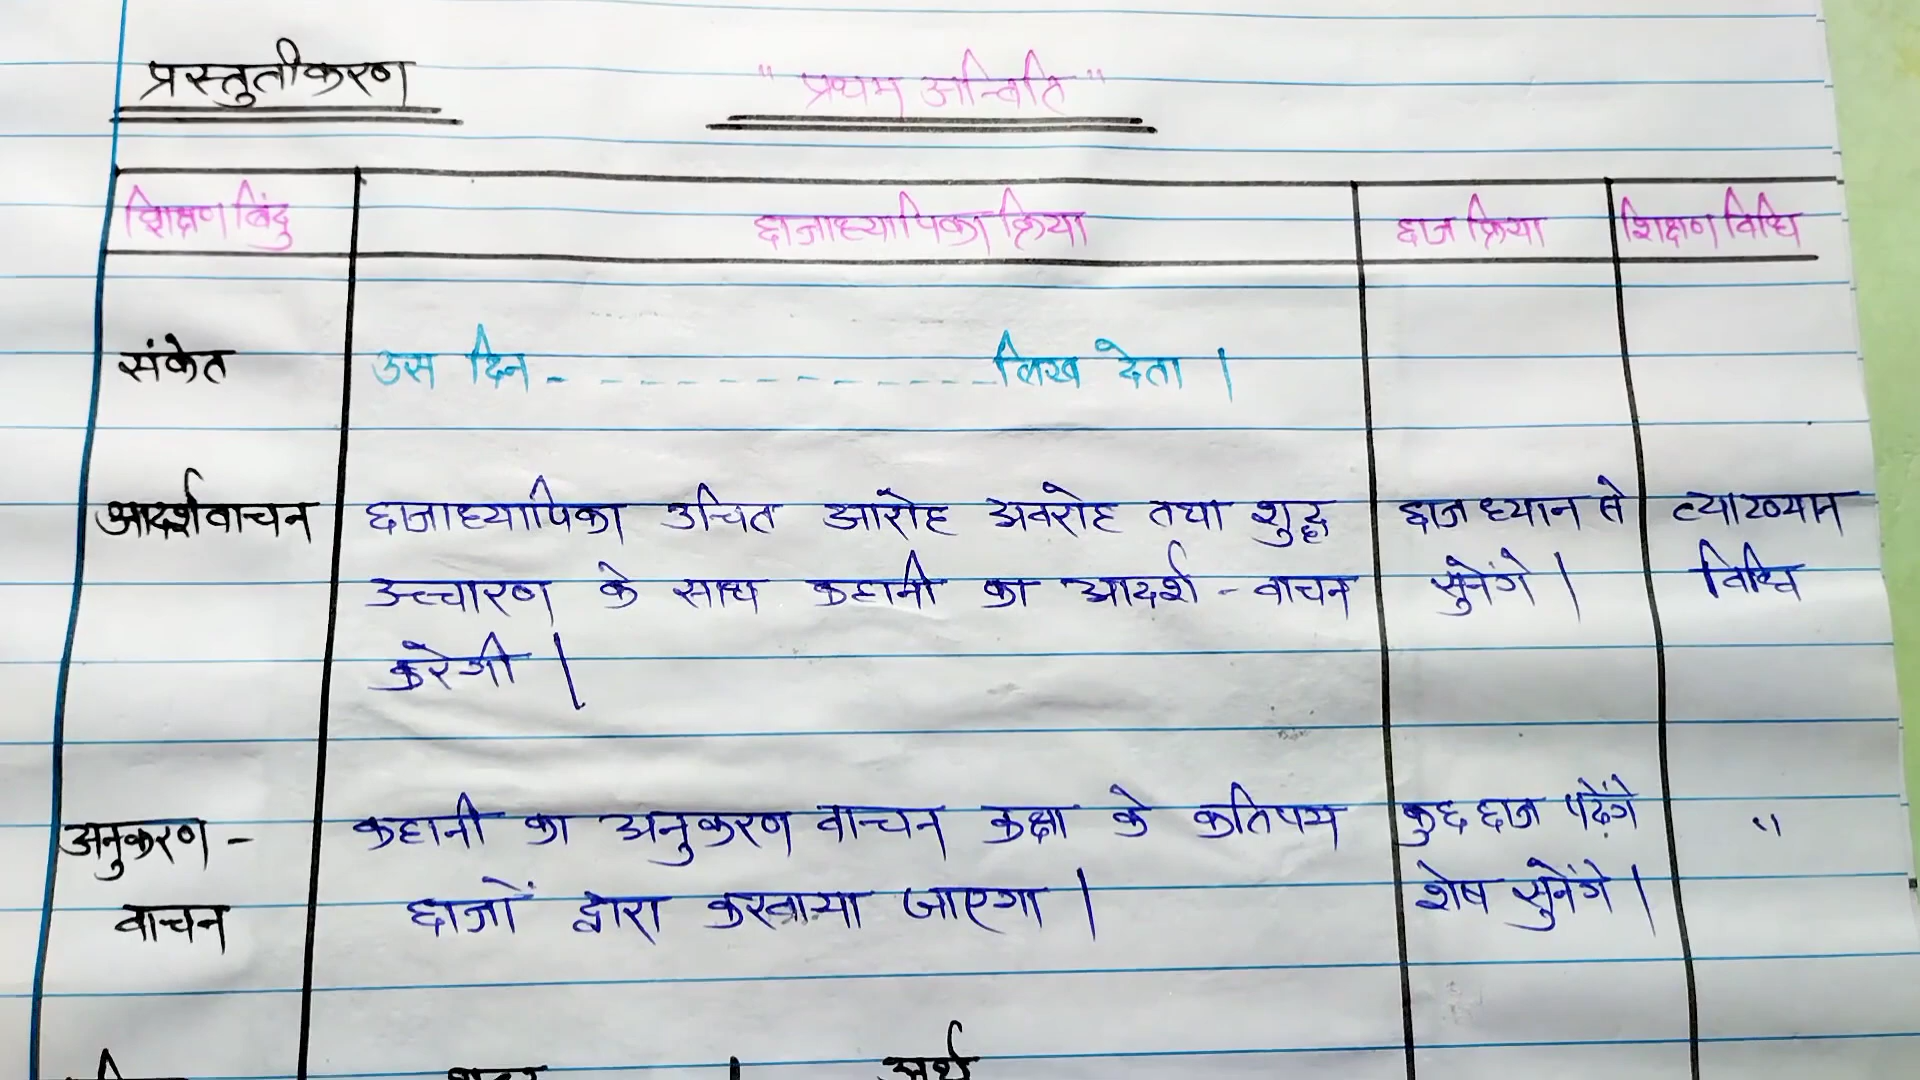 प्रस्तुतीकरण "प्रथम अन्विति"
शिक्षण बिंदु छात्राध्यापिका क्रिया छात्र क्रिया शिक्षण विधि
संकेत उस दिन - - - - - - - - - - - - - लिख देता ।
आदर्शवाचन छात्राध्यापिका उचित आरोह अवरोह तथा शुद्ध छात्र ध्यान से व्याख्यान
उच्चारण के साथ कहानी का आदर्श - वाचन सुनेंगे । विधि
करेगी ।
अनुकरण - कहानी का अनुकरण वाचन कक्षा के कतिपय कुछ छात्र पढ़ेंगे "
वाचन छात्रों द्वारा करवाया जाएगा । शेष सुनेंगे ।
अर्थ